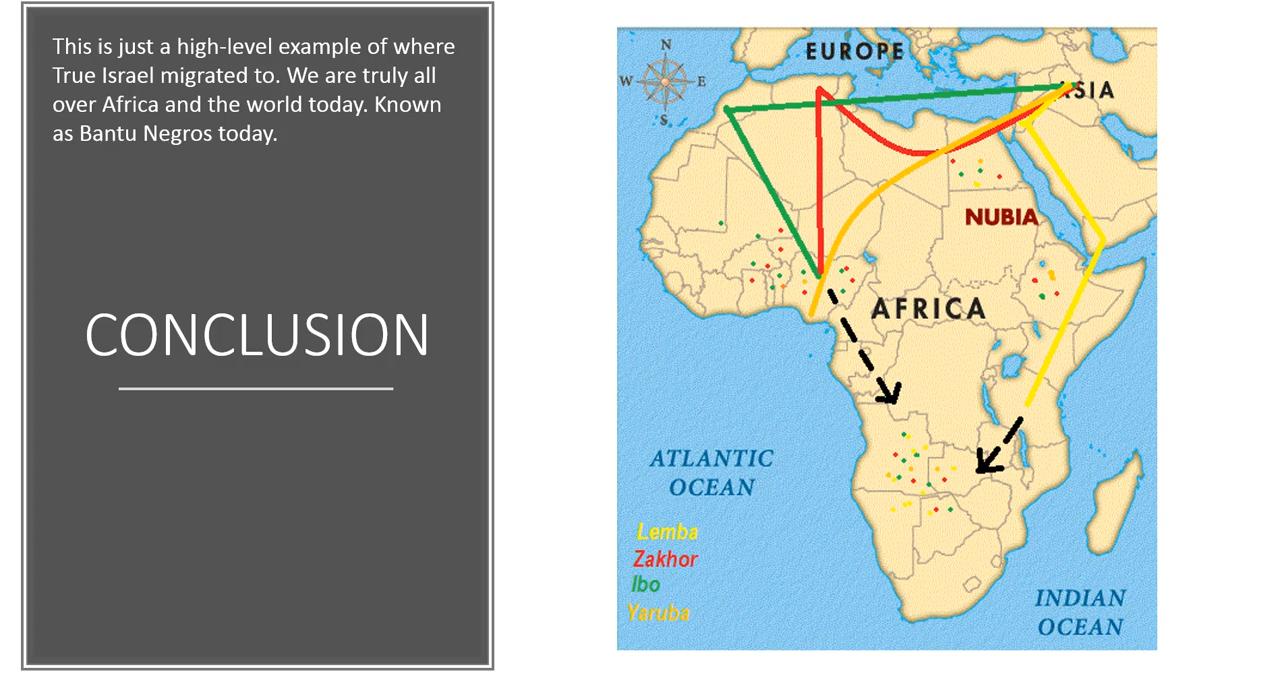 This is just a high-level example of where
True Israel migrated to. We are truly all
over Africa and the world today. Known
as Bantu Negros today.
CONCLUSION
N
W
E
S
EUROPE
ASIA
NUBIA
AFRICA
ATLANTIC
OCEAN
Lemba
Zakhor
Ibo
Yaruba
INDIAN
OCEAN